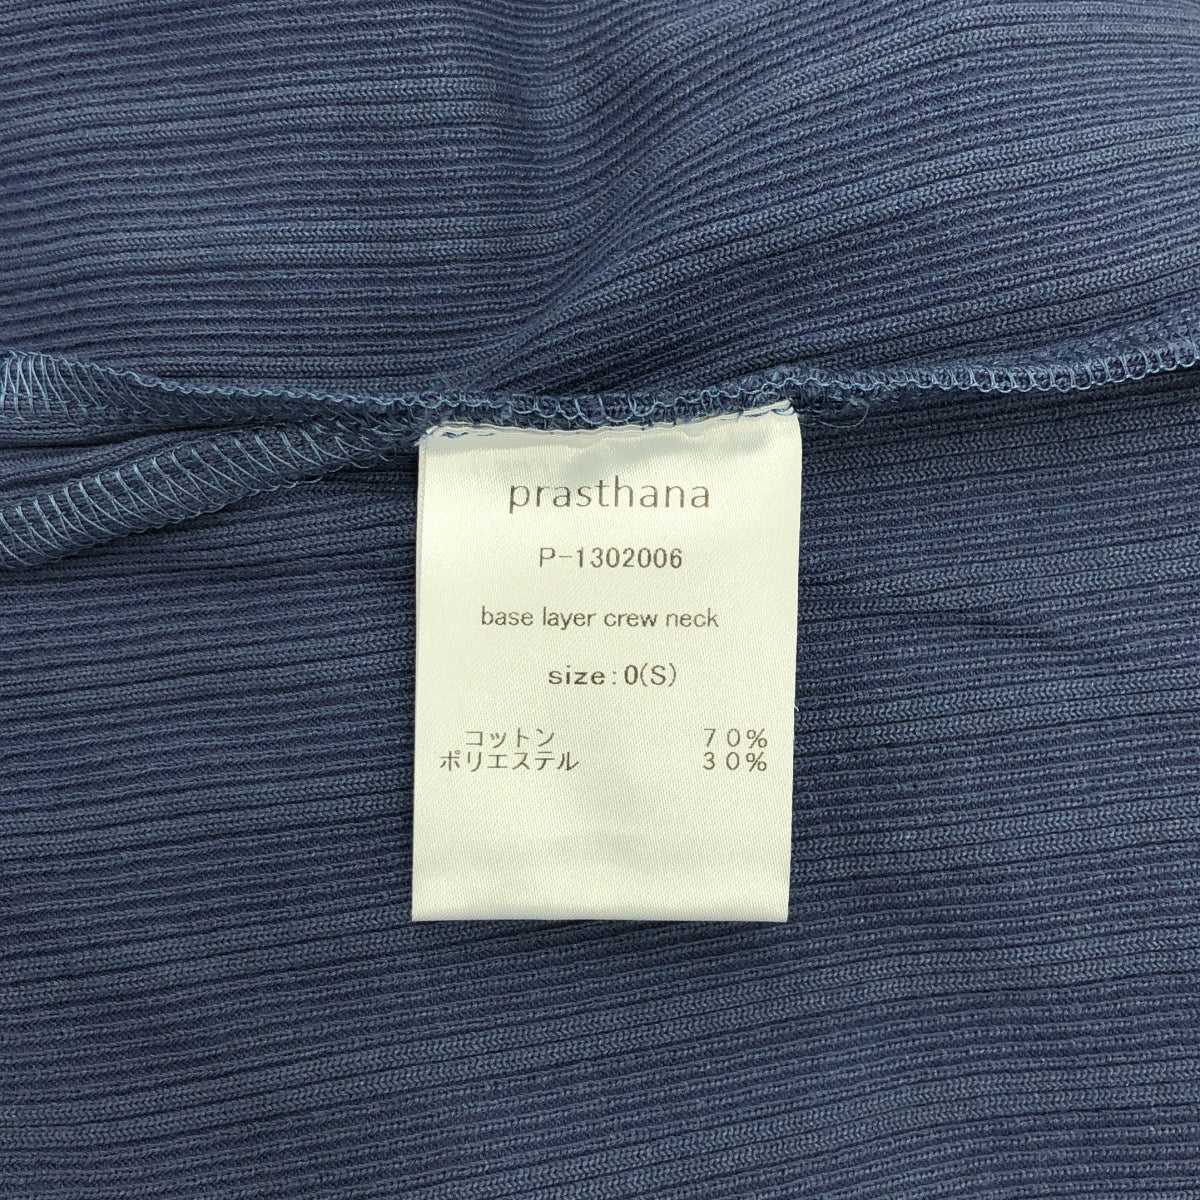 prasthana
P-1302006
base layer crew neck
size:0(S)
コットン 70%
ポリエステル 30%